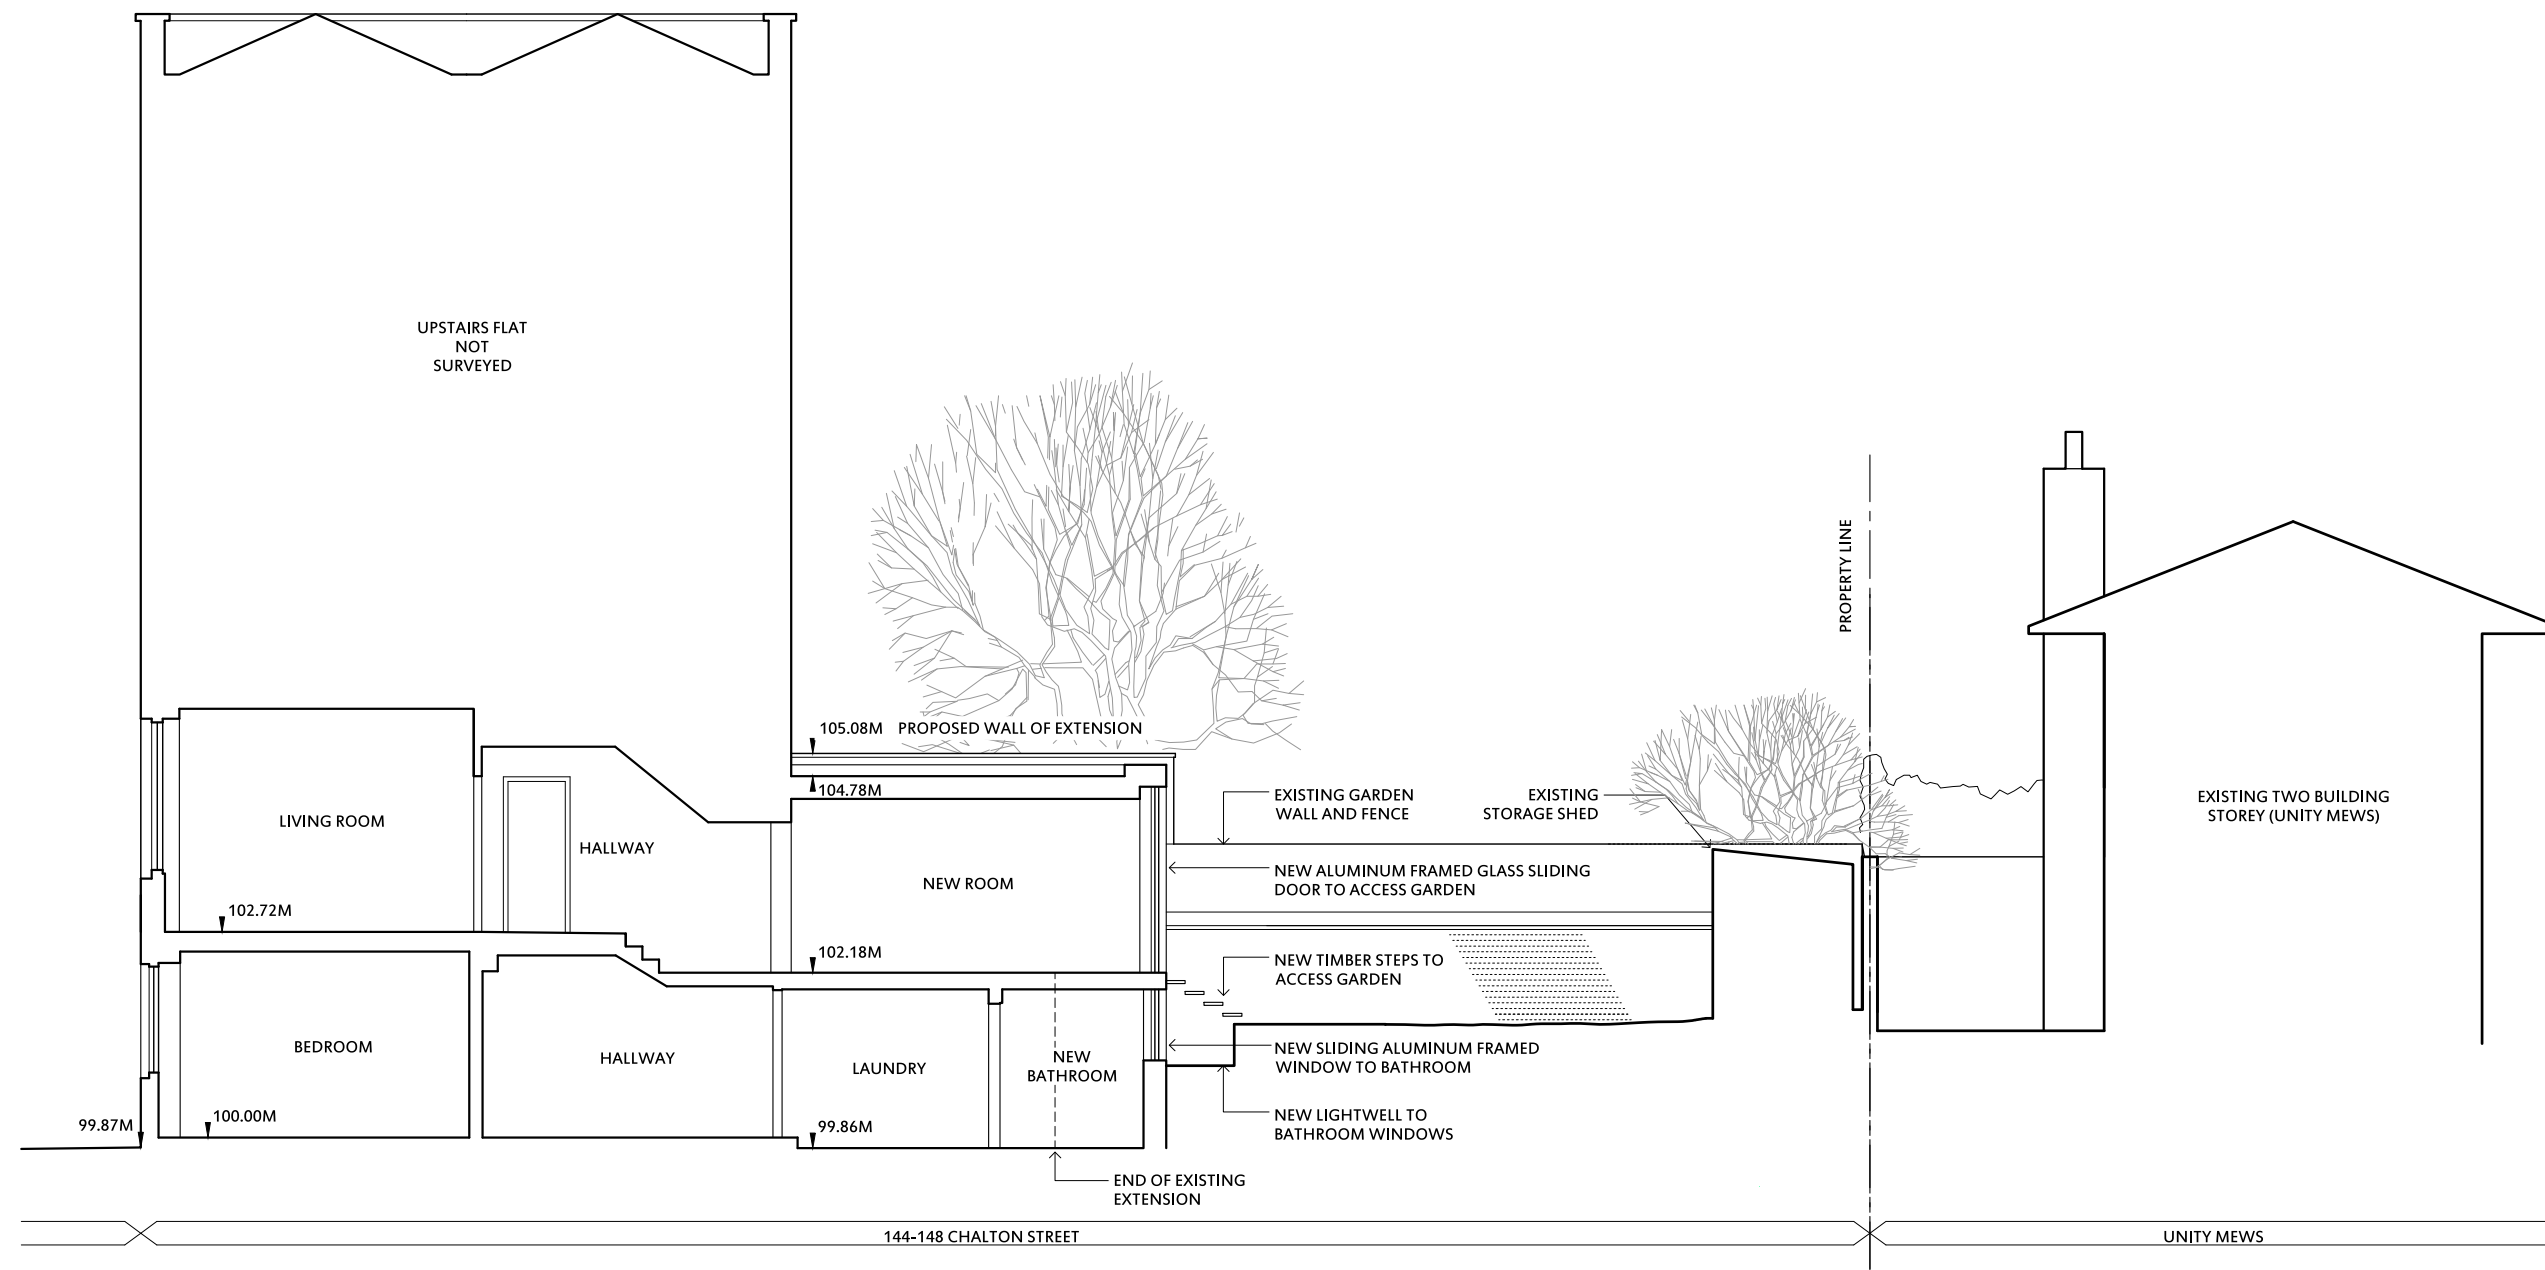 UPSTAIRS FLAT
NOT
SURVEYED
PROPERTY LINE
105.08M PROPOSED WALL OF EXTENSION
104.78M
EXISTING GARDEN
WALL AND FENCE
EXISTING
STORAGE SHED
EXISTING TWO BUILDING
STOREY (UNITY MEWS)
LIVING ROOM
HALLWAY
NEW ROOM
NEW ALUMINUM FRAMED GLASS SLIDING
DOOR TO ACCESS GARDEN
102.72M
102.18M
NEW TIMBER STEPS TO
ACCESS GARDEN
BEDROOM
HALLWAY
LAUNDRY
NEW
BATHROOM
NEW SLIDING ALUMINUM FRAMED
WINDOW TO BATHROOM
99.87M
100.00M
99.86M
NEW LIGHTWELL TO
BATHROOM WINDOWS
END OF EXISTING
EXTENSION
144-148 CHALTON STREET
UNITY MEWS